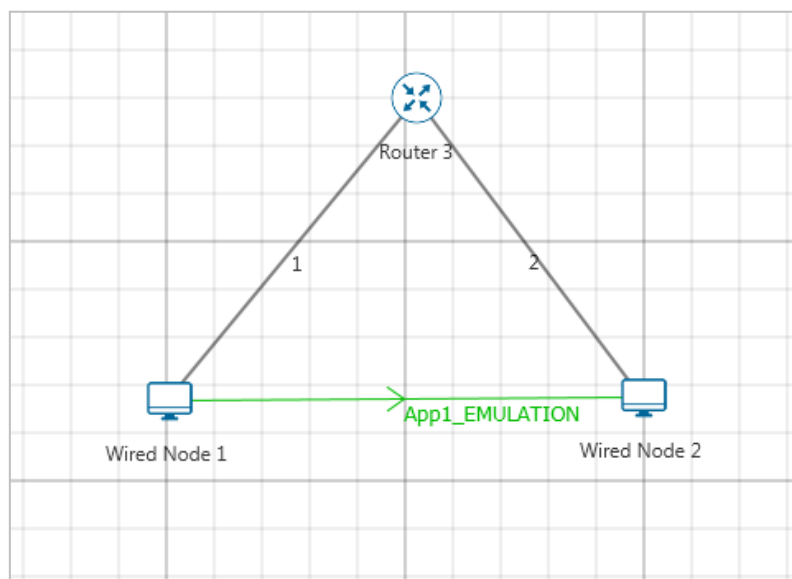 Router 3
1
2
App1_EMULATION
Wired Node 1
Wired Node 2